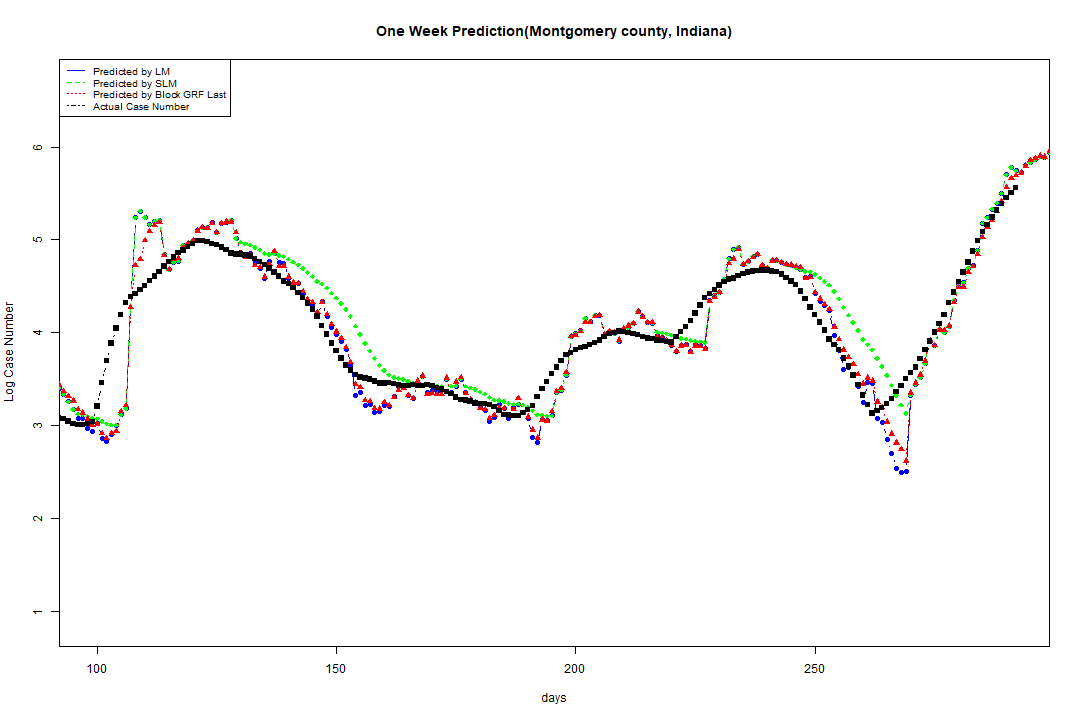 One Week Prediction(Montgomery county, Indiana)
Predicted by LM
Predicted by SLM
Predicted by Block GRF Last
Actual Case Number
Log Case Number
6
5
4
3
2
1
100 150 200 250
days